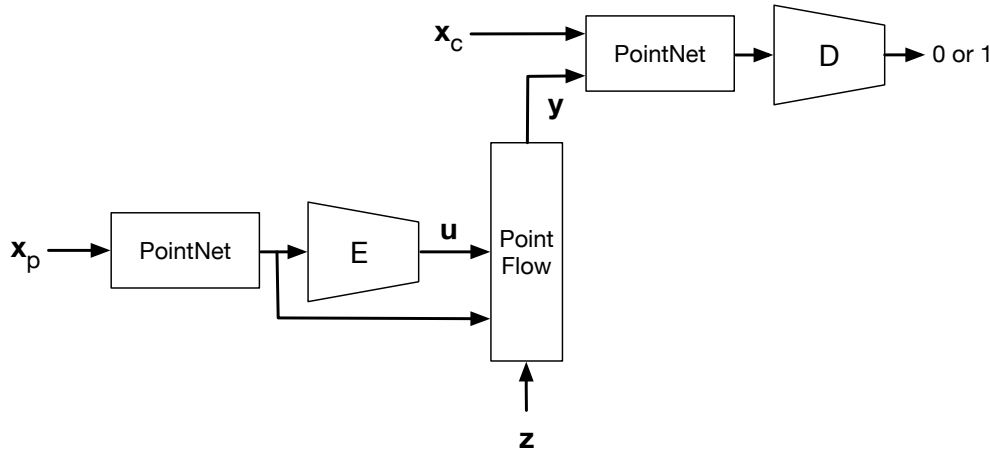 x_c
PointNet
D
0 or 1
y
x_p
PointNet
E
u
Point
Flow
z